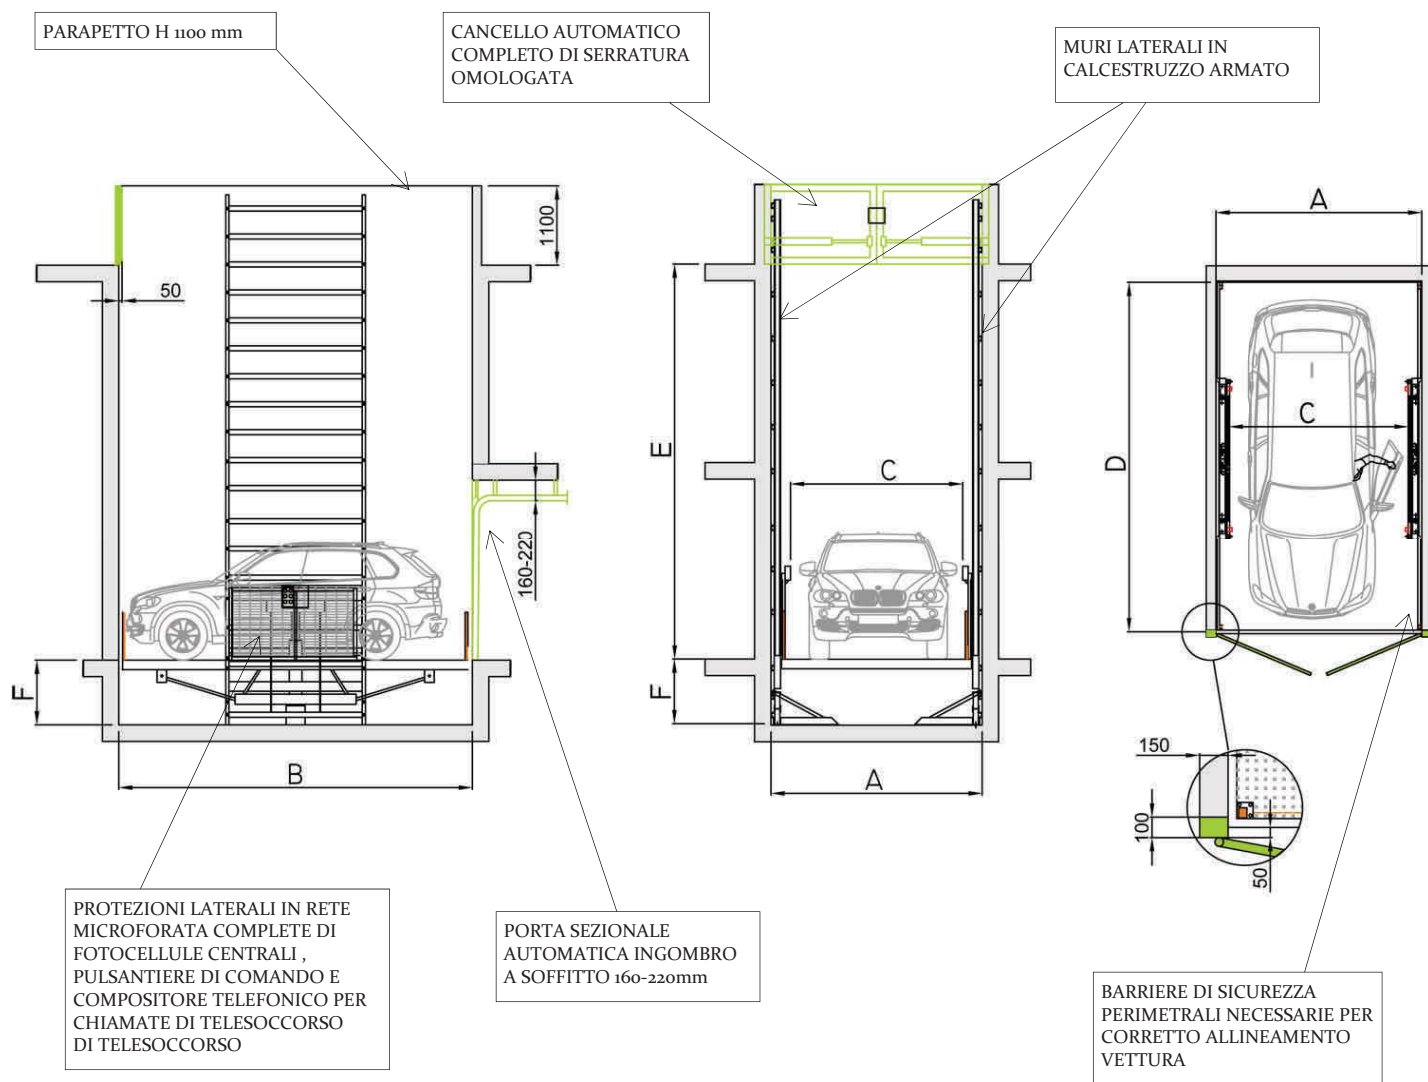 PARAPETTO H 1100 mm
CANCELLO AUTOMATICO
COMPLETO DI SERRATURA
OMOLOGATA
MURI LATERALI IN
CALCESTRUZZO ARMATO
1100
50
160-220
F
B
E
C
F
A
A
D
C
150
100
50
PROTEZIONI LATERALI IN RETE
MICROFORATA COMPLETE DI
FOTOCELLULE CENTRALI ,
PULSANTIERE DI COMANDO E
COMPOSITORE TELEFONICO PER
CHIAMATE DI TELESOCCORSO
DI TELESOCCORSO
PORTA SEZIONALE
AUTOMATICA INGOMBRO
A SOFFITTO 160-220mm
BARRIERE DI SICUREZZA
PERIMETRALI NECESSARIE PER
CORRETTO ALLINEAMENTO
VETTURA